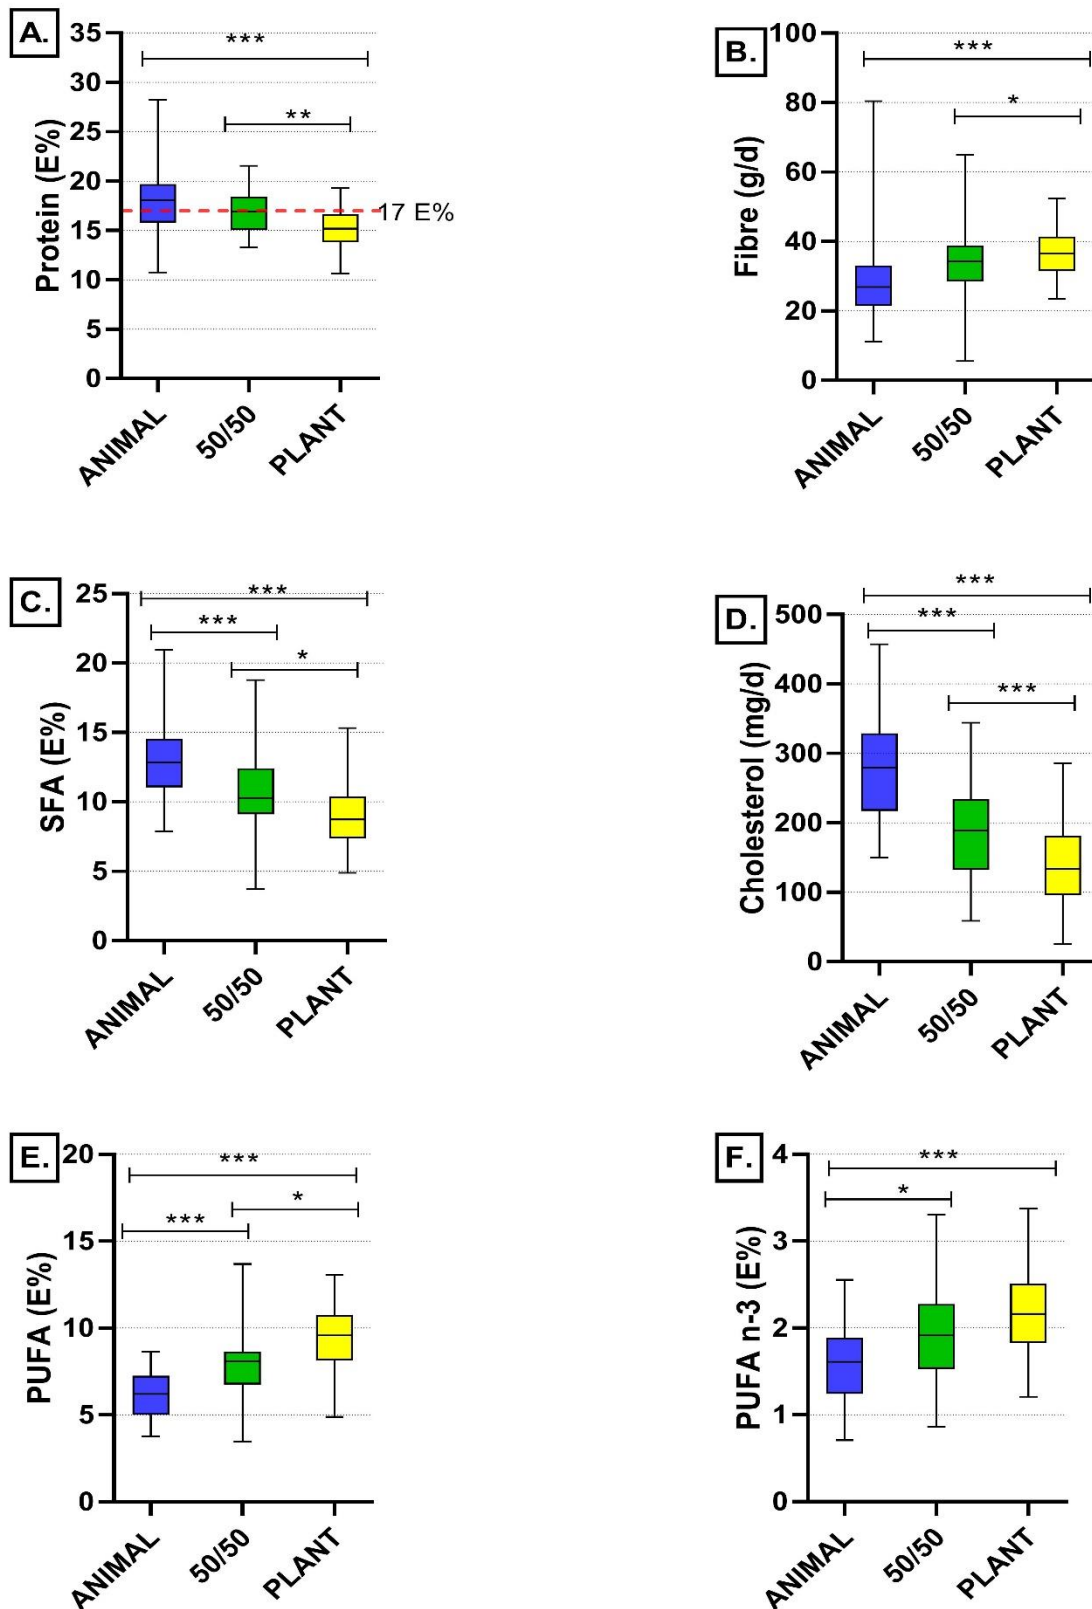 A.
Protein (E%)
35
30
25
20
15
10
5
0
***
**
17 E%
ANIMAL
50/50
PLANT
B.
Fibre (g/d)
100
80
60
40
20
0
***
*
ANIMAL
50/50
PLANT
C.
SFA (E%)
25
20
15
10
5
0
***
***
*
ANIMAL
50/50
PLANT
D.
Cholesterol (mg/d)
500
400
300
200
100
0
***
***
***
ANIMAL
50/50
PLANT
E.
PUFA (E%)
20
15
10
5
0
***
*
***
ANIMAL
50/50
PLANT
F.
PUFA n-3 (E%)
4
3
2
1
0
***
*
ANIMAL
50/50
PLANT